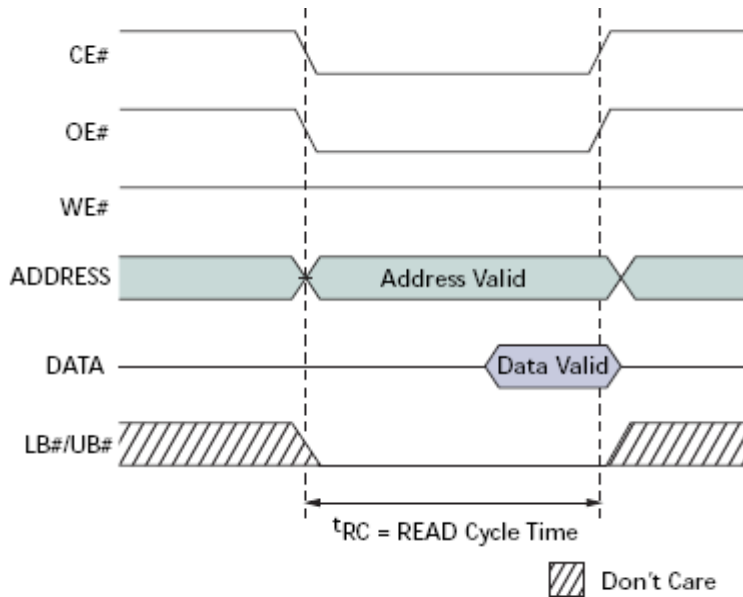 CE#
OE#
WE#
ADDRESS
Address Valid
DATA
Data Valid
LB#/UB#
tRC = READ Cycle Time
Don't Care